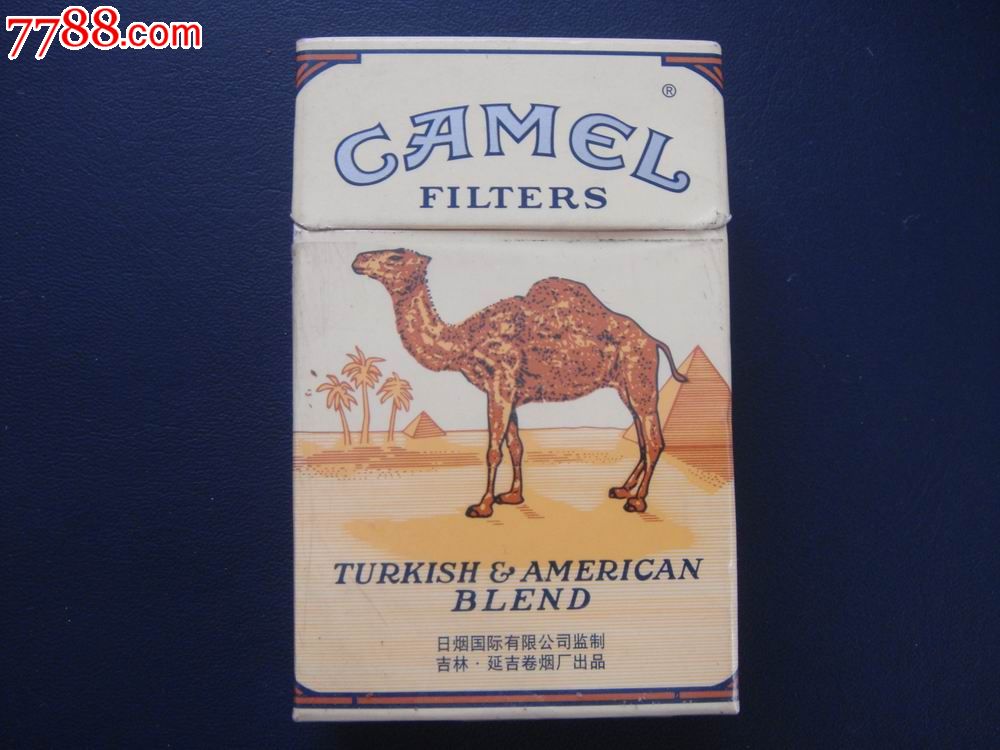 7788.com
®
CAMEL
FILTERS
TURKISH & AMERICAN
BLEND
日烟国际有限公司监制
吉林·延吉卷烟厂出品